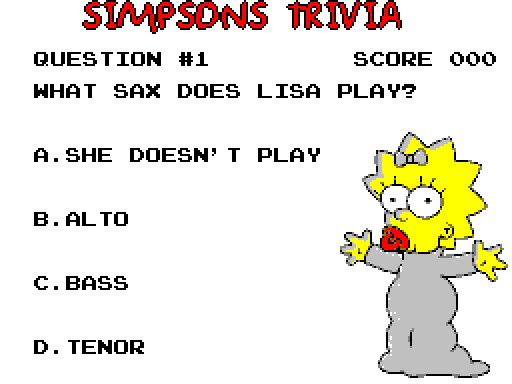 SIMPSONS TRIVIA
QUESTION #1 SCORE 000
WHAT SAX DOES LISA PLAY?
A.SHE DOESN'T PLAY
B.ALTO
C.BASS
D.TENOR